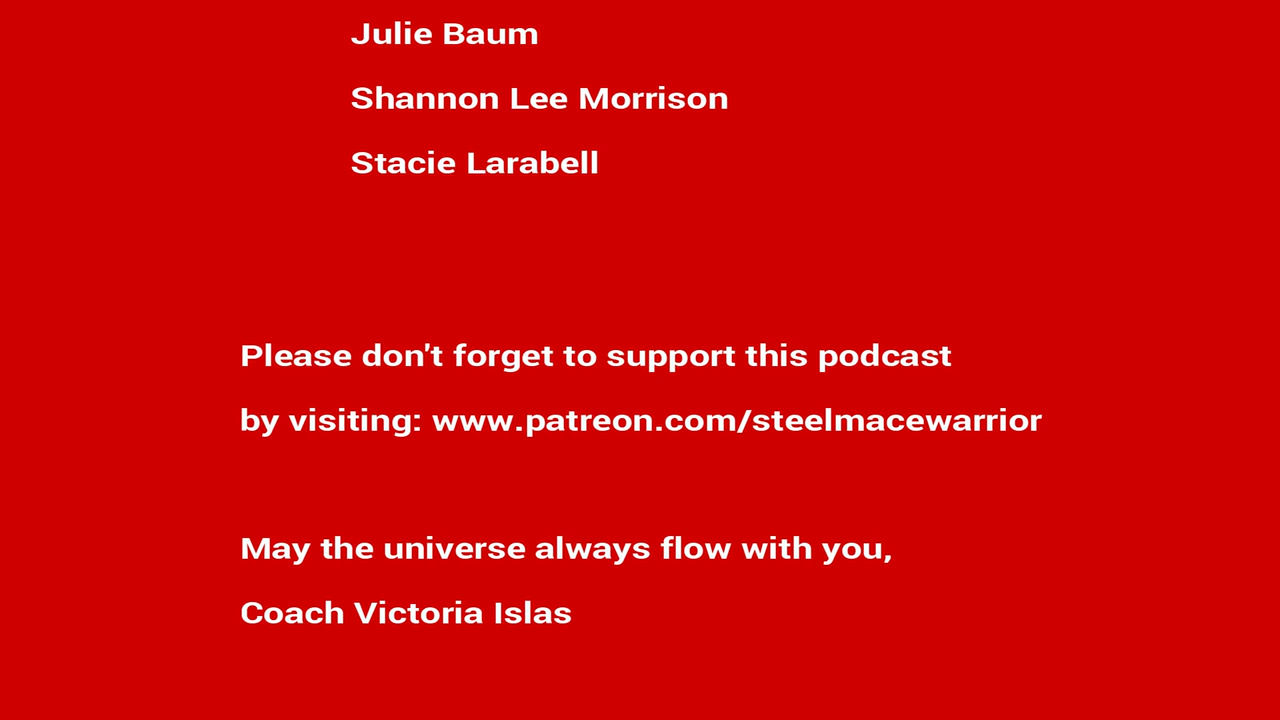 Julie Baum
Shannon Lee Morrison
Stacie Larabell
Please don't forget to support this podcast
by visiting: www.patreon.com/steelmacewarrior
May the universe always flow with you,
Coach Victoria Islas